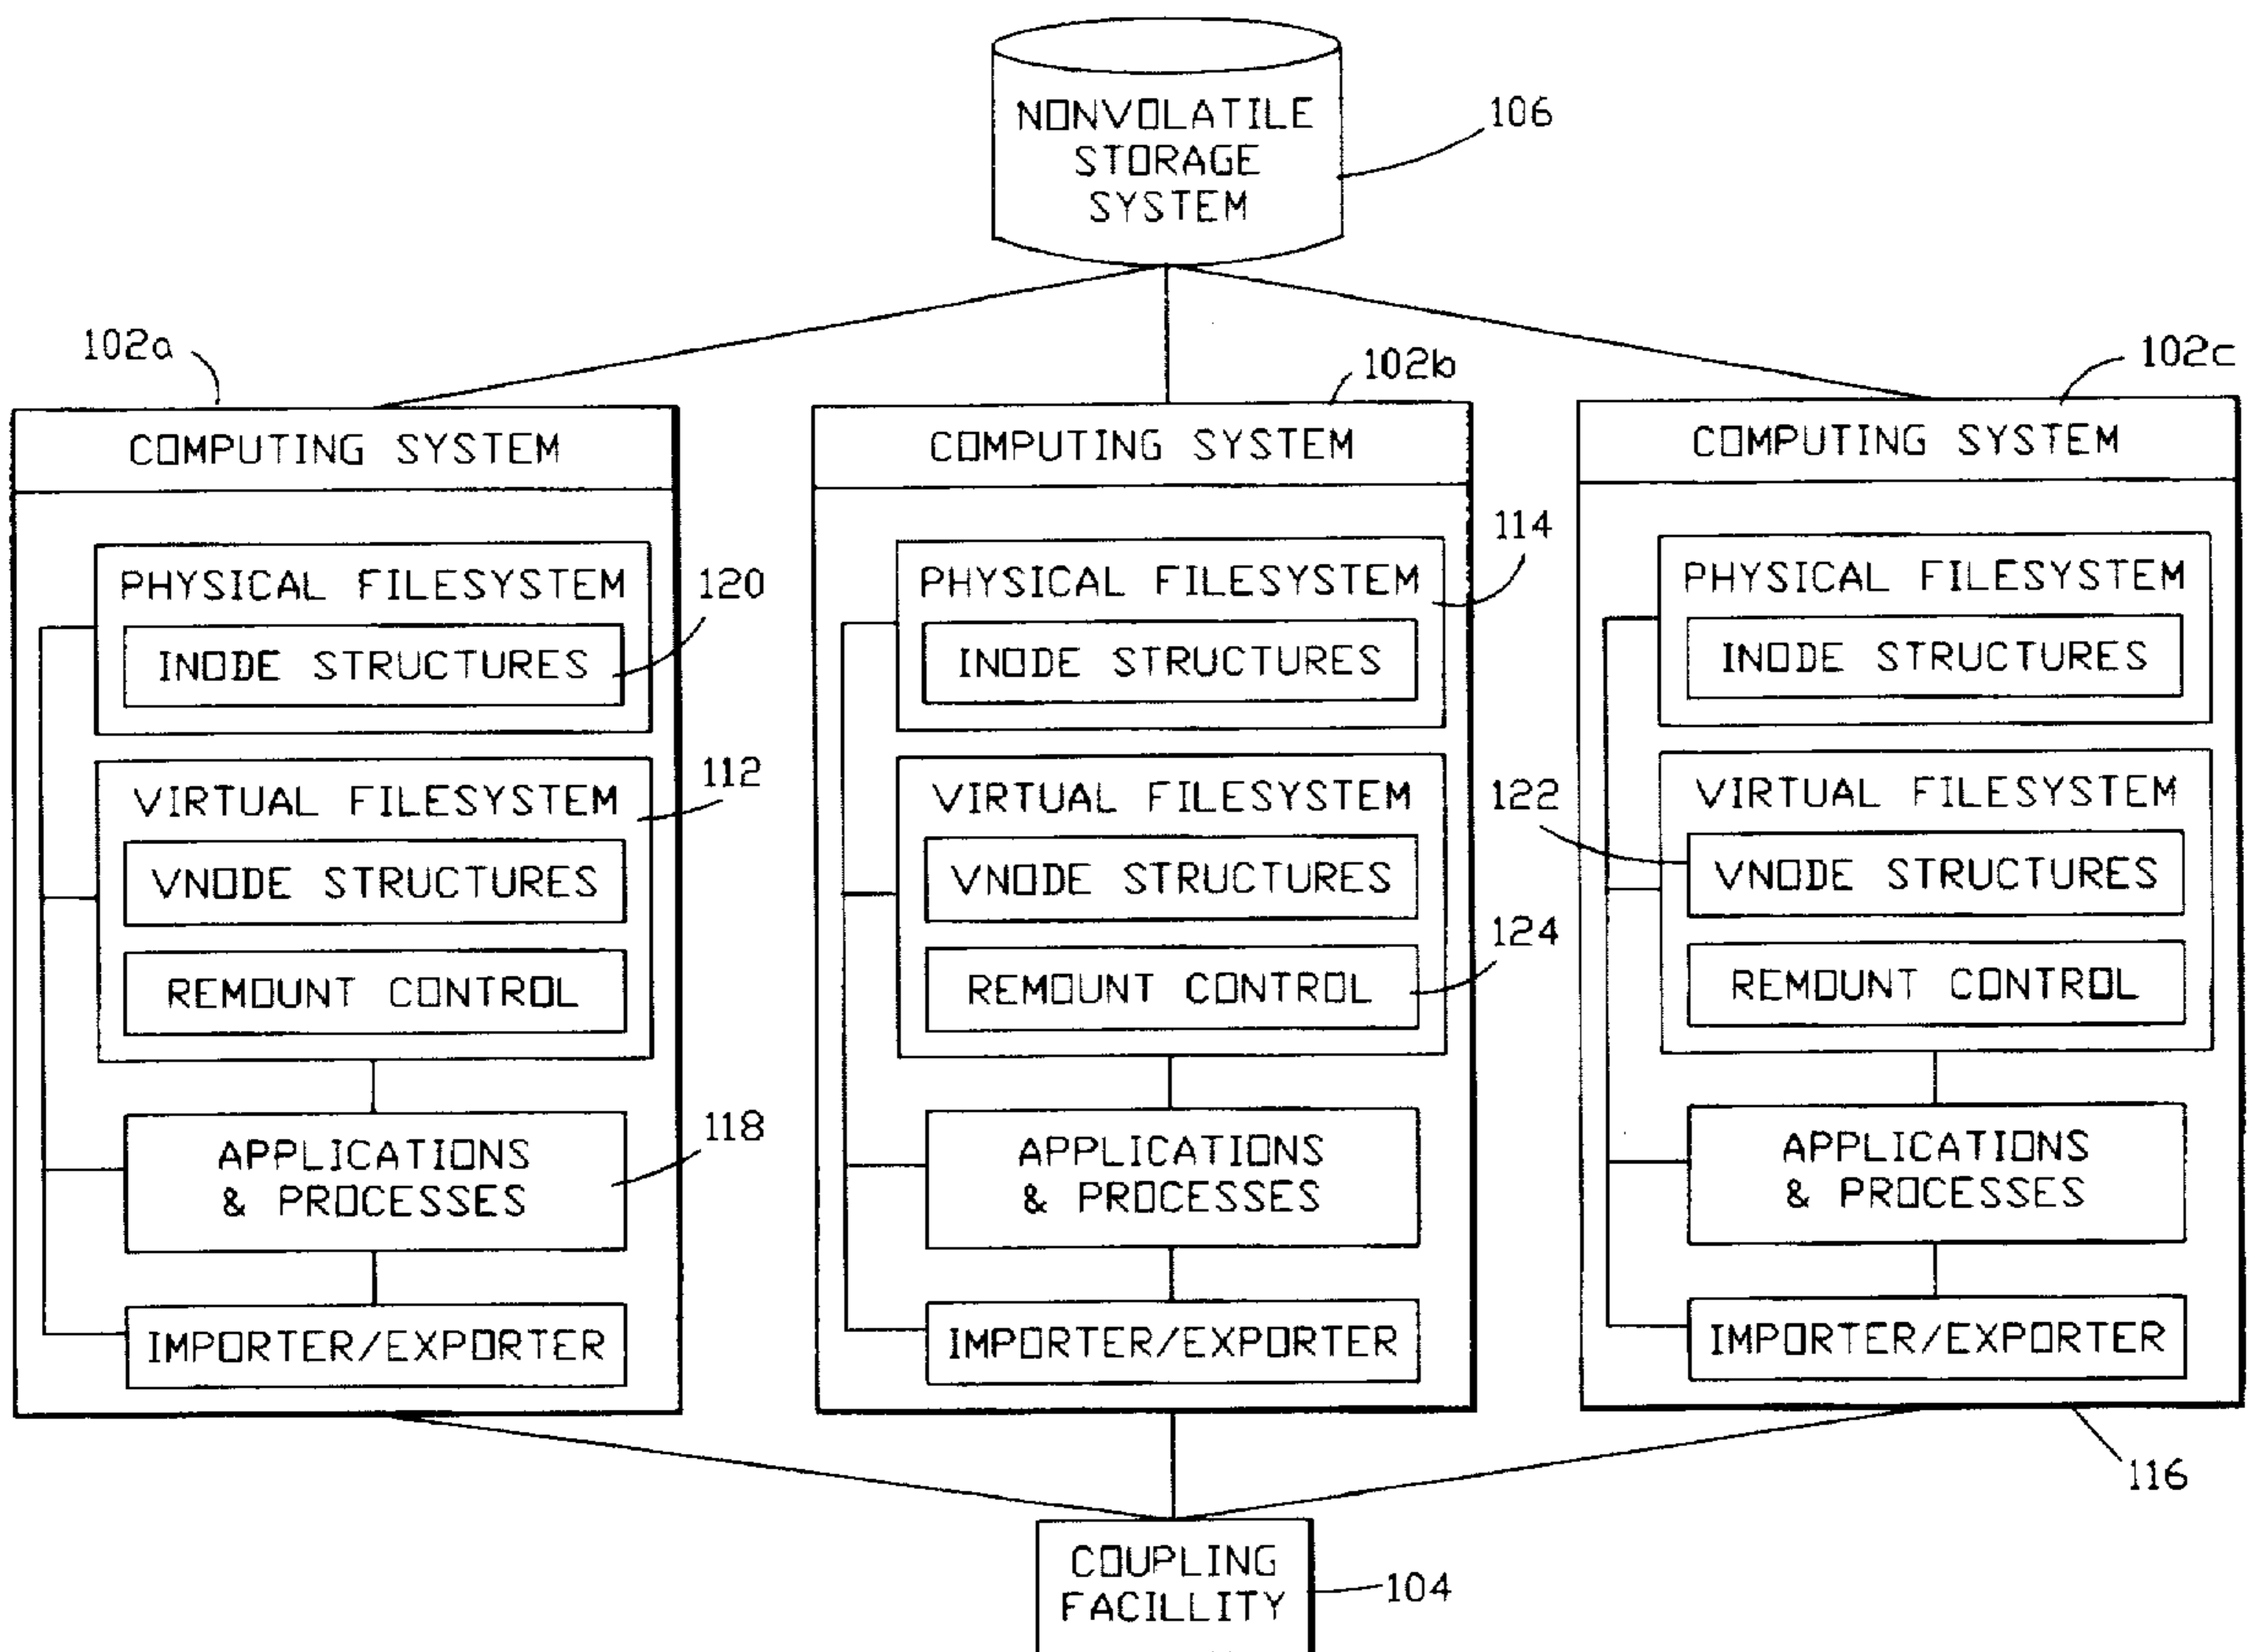 NONVOLATILE
STORAGE
SYSTEM
106
102a
102b
102c
COMPUTING SYSTEM
PHYSICAL FILESYSTEM
120
INODE STRUCTURES
VIRTUAL FILESYSTEM
112
VNODE STRUCTURES
REMOUNT CONTROL
APPLICATIONS
& PROCESSES
118
IMPORTER/EXPORTER
COMPUTING SYSTEM
PHYSICAL FILESYSTEM
114
INODE STRUCTURES
VIRTUAL FILESYSTEM
VNODE STRUCTURES
REMOUNT CONTROL
124
APPLICATIONS
& PROCESSES
IMPORTER/EXPORTER
COMPUTING SYSTEM
PHYSICAL FILESYSTEM
INODE STRUCTURES
VIRTUAL FILESYSTEM
122
VNODE STRUCTURES
REMOUNT CONTROL
APPLICATIONS
& PROCESSES
IMPORTER/EXPORTER
116
COUPLING
FACILLITY
104